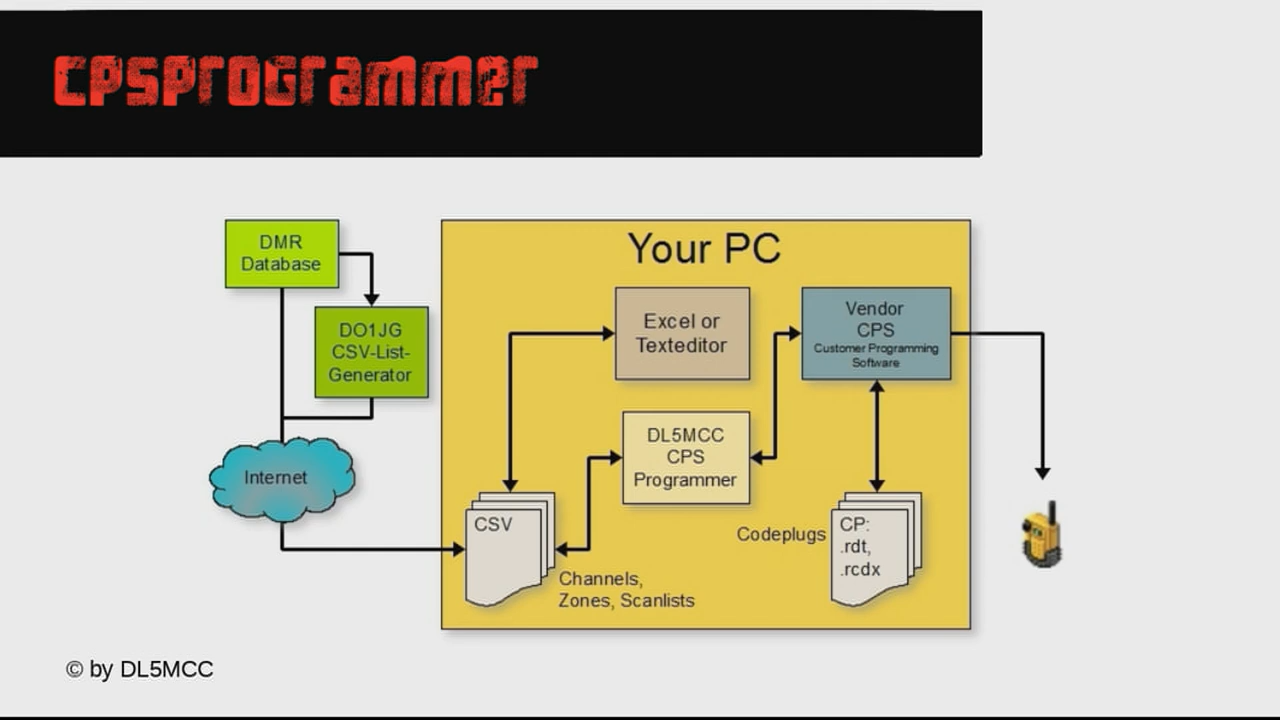 CPSProgrammer
DMR
Database
DO1JG
CSV-List-
Generator
Internet
Your PC
Excel or
Texteditor
Vendor
CPS
Customer Programming
Software
DL5MCC
CPS
Programmer
CSV
Channels,
Zones, Scanlists
Codeplugs
CP:
.rdt,
.rcdx
© by DL5MCC